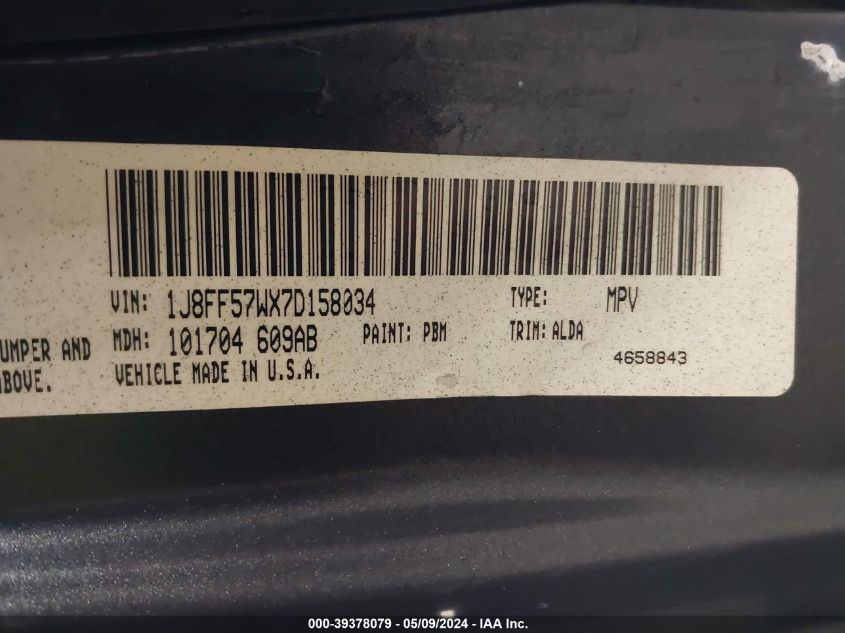 VIN: 1J8FF57WX7D158034 TYPE: MPV
UMPER AND MDH: 101704 609AB PAINT: PBM TRIM: ALDA
ABOVE. VEHICLE MADE IN U.S.A. 4658843
000-39378079 - 05/09/2024 - IAA Inc.